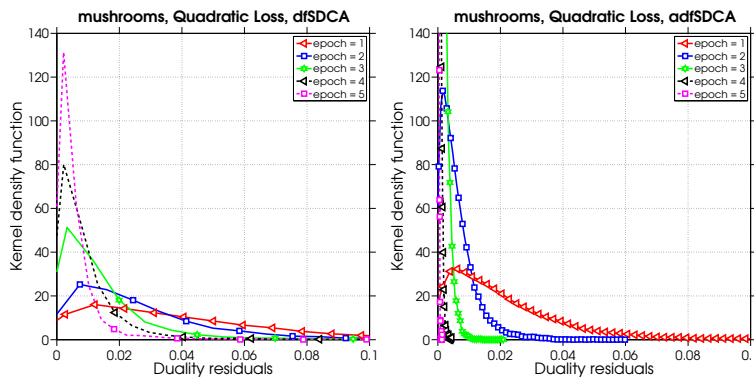 mushrooms, Quadratic Loss, dfSDCA
140
120
100
80
60
40
20
0
0
0.02
0.04
0.06
0.08
0.1
Kernel density function
Duality residuals
epoch = 1
epoch = 2
epoch = 3
epoch = 4
epoch = 5
mushrooms, Quadratic Loss, adfSDCA
140
120
100
80
60
40
20
0
0
0.02
0.04
0.06
0.08
0.1
Kernel density function
Duality residuals
epoch = 1
epoch = 2
epoch = 3
epoch = 4
epoch = 5